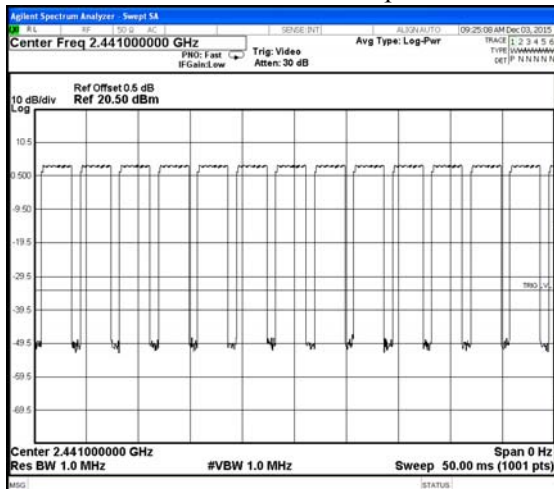 Agilent Spectrum Analyzer - Swept SA
RL RF 50 Ω AC SENSE:INT ALIGN AUTO 09:25:08 AM Dec 03, 2015
Center Freq 2.441000000 GHz
PNO: Fast
IFGain:Low
Trig: Video
Atten: 30 dB
Avg Type: Log-Pwr
TRACE 1 2 3 4 5 6
TYPE WWWWWWW
DET P N N N N N
Ref Offset 0.5 dB
10 dB/div Ref 20.50 dBm
Log
10.5
0.500
-9.50
-19.5
-29.5
TRIG LVL
-39.5
-49.5
-59.5
-69.5
Center 2.441000000 GHz Span 0 Hz
Res BW 1.0 MHz #VBW 1.0 MHz Sweep 50.00 ms (1001 pts)
MSG STATUS